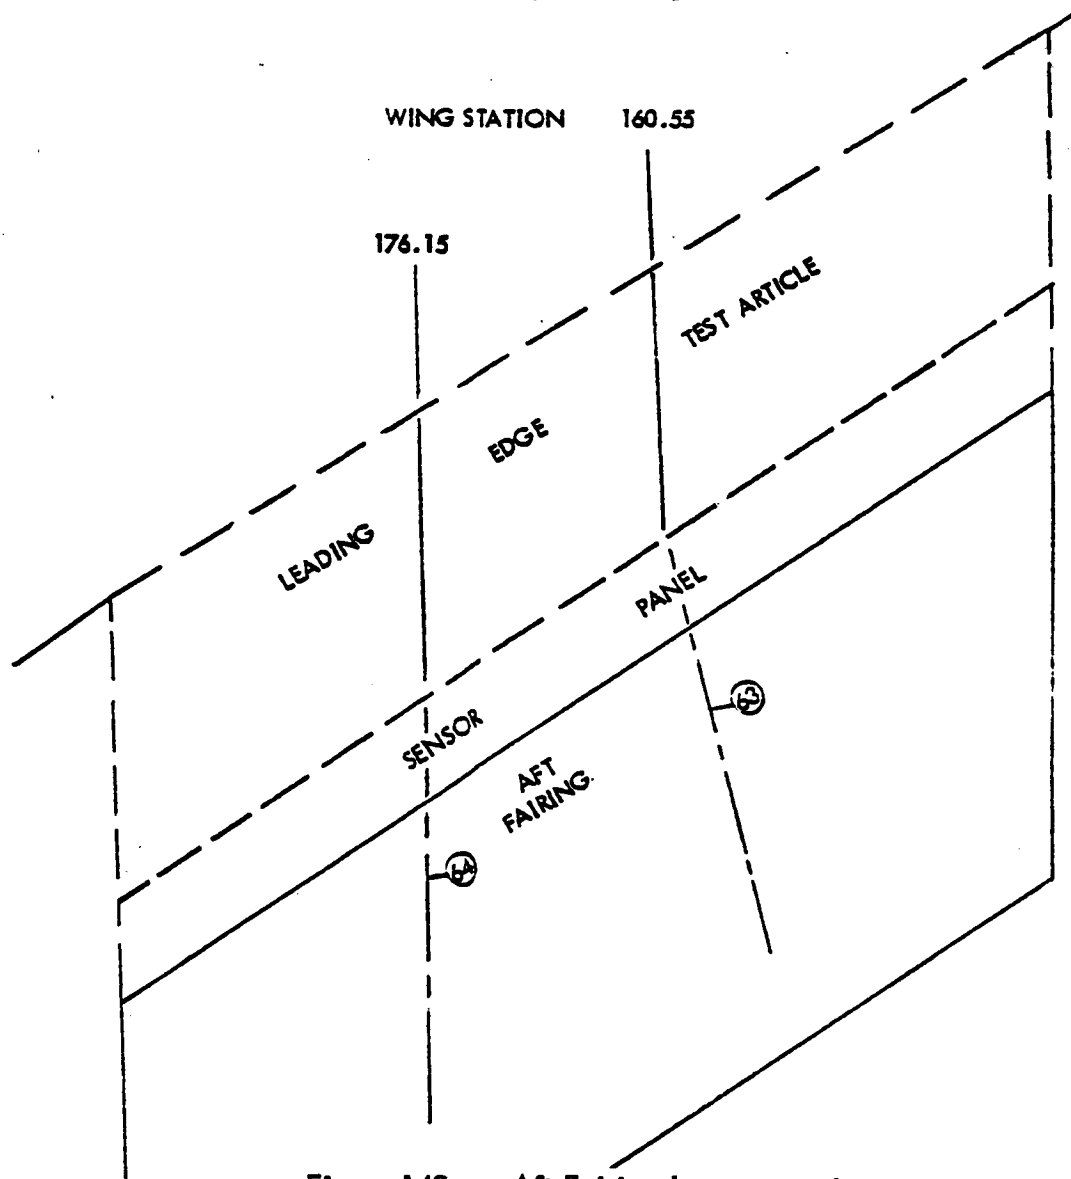 WING STATION 160.55
176.15
LEADING EDGE TEST ARTICLE
SENSOR PANEL
63
AFT
FAIRING
64